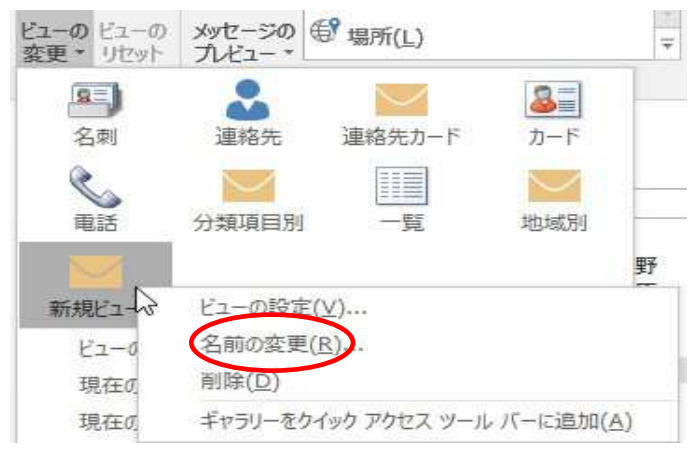 ビューの ビューの メッセージの 場所(L)
変更 リセット プレビュー
名刺 連絡先 連絡先カード カード
電話 分類項目別 一覧 地域別
野
新規ビュー ビューの設定(V)...
ビューの 名前の変更(R)...
現在の 削除(D)
現在の ギャラリーをクイック アクセス ツール バーに追加(A)